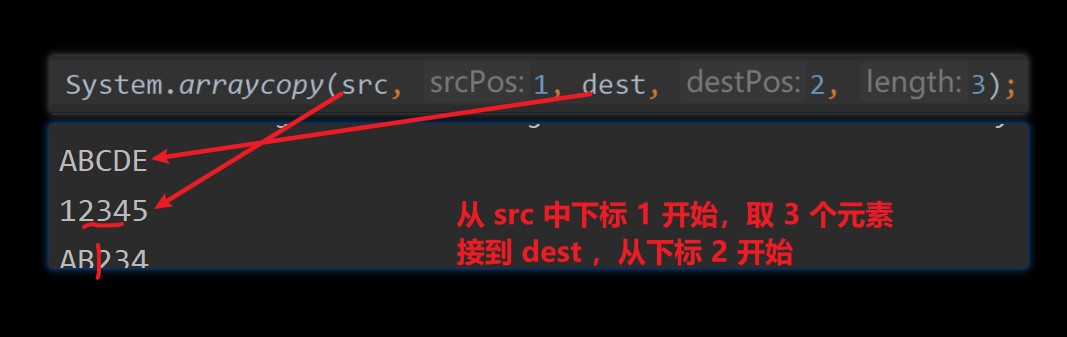 System.arraycopy(src, srcPos: 1, dest, destPos: 2, length: 3);
ABCDE
12345
从 src 中下标 1 开始，取 3 个元素
接到 dest ，从下标 2 开始
AB234